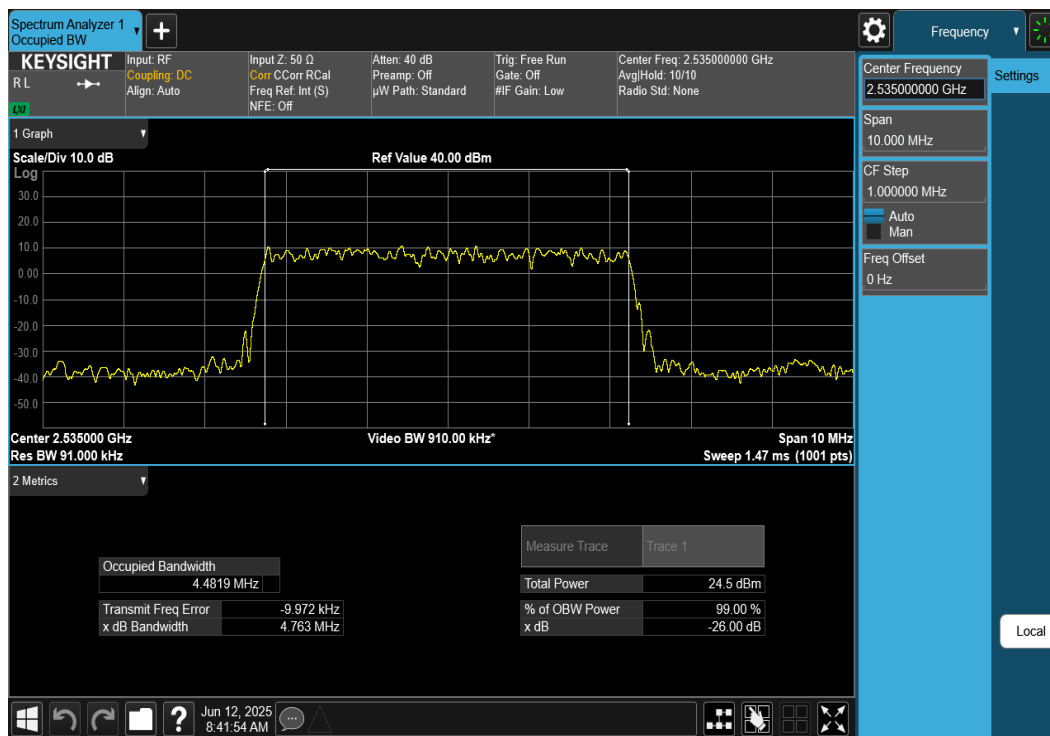 Spectrum Analyzer 1
Occupied BW
Frequency
KEYSIGHT
R L
LXI
Input: RF
Coupling: DC
Align: Auto
Input Z: 50 Ω
Corr CCorr RCal
Freq Ref: Int (S)
NFE: Off
Atten: 40 dB
Preamp: Off
µW Path: Standard
Trig: Free Run
Gate: Off
#IF Gain: Low
Center Freq: 2.535000000 GHz
Avg|Hold: 10/10
Radio Std: None
Center Frequency
2.535000000 GHz
Settings
Span
10.000 MHz
CF Step
1.000000 MHz
Auto
Man
Freq Offset
0 Hz
Local
1 Graph
Scale/Div 10.0 dB
Ref Value 40.00 dBm
Log
30.0
20.0
10.0
0.00
-10.0
-20.0
-30.0
-40.0
-50.0
Center 2.535000 GHz
Video BW 910.00 kHz*
Span 10 MHz
Res BW 91.000 kHz
Sweep 1.47 ms (1001 pts)
2 Metrics
Measure Trace
Trace 1
Occupied Bandwidth
4.4819 MHz
Total Power
24.5 dBm
Transmit Freq Error
-9.972 kHz
% of OBW Power
99.00 %
x dB Bandwidth
4.763 MHz
x dB
-26.00 dB
?
Jun 12, 2025
8:41:54 AM